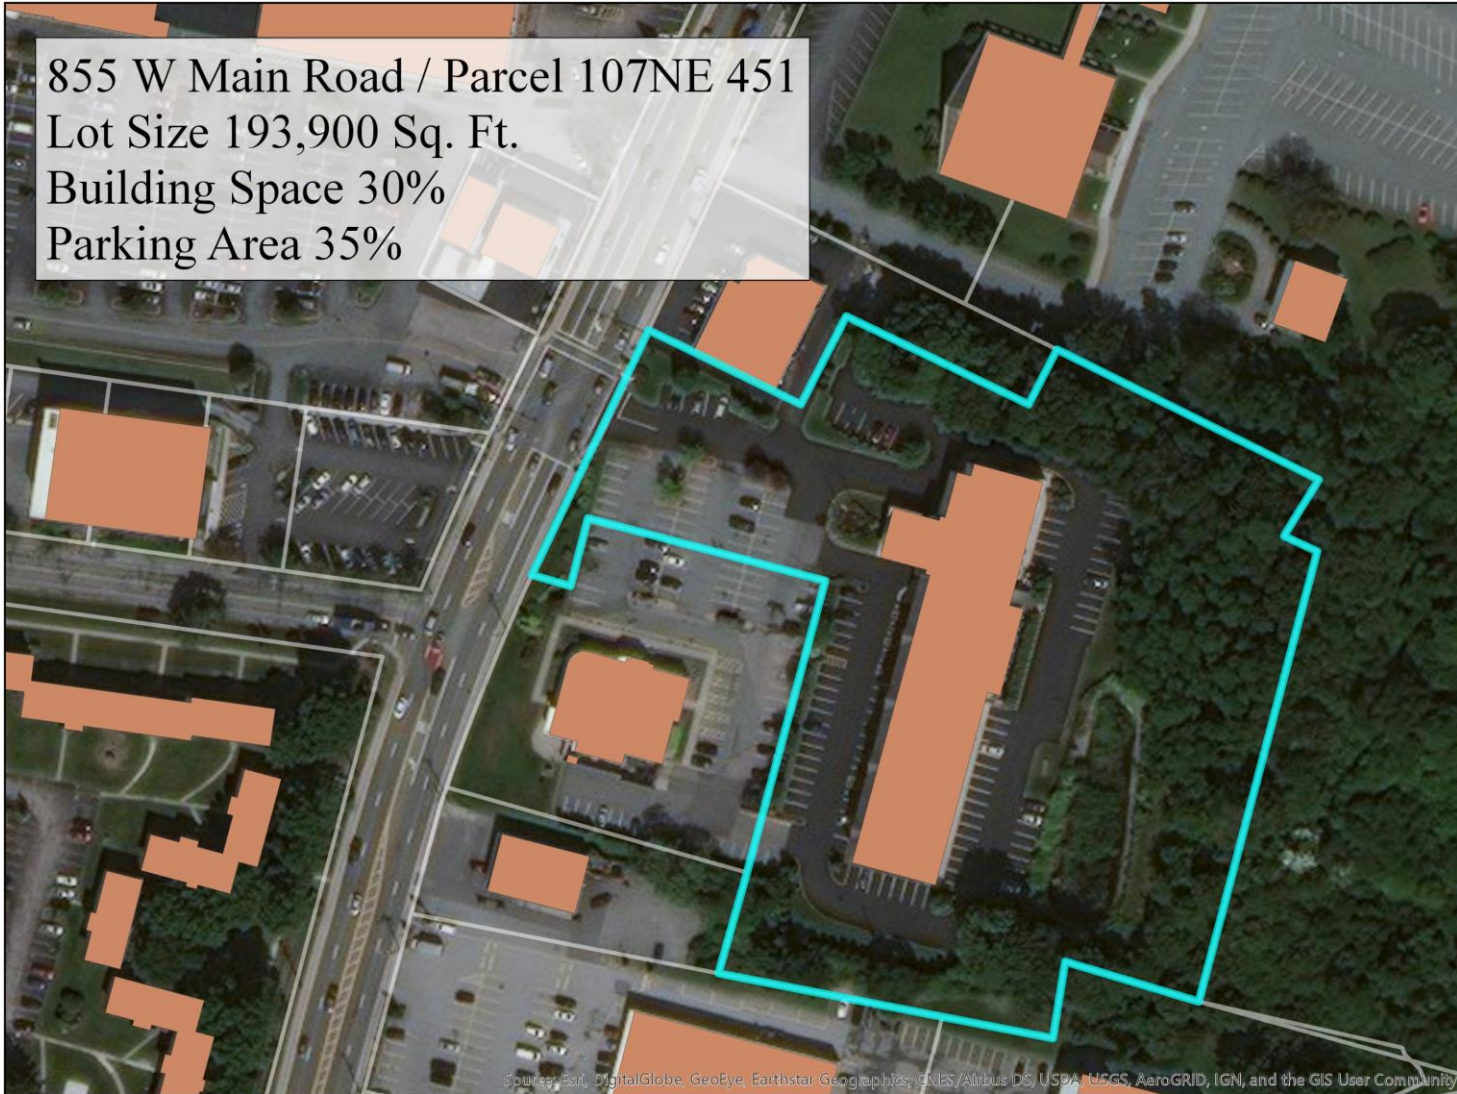 855 W Main Road / Parcel 107NE 451
Lot Size 193,900 Sq. Ft.
Building Space 30%
Parking Area 35%
Source: Esri, DigitalGlobe, GeoEye, Earthstar Geographics, CNES/Airbus DS, USDA, USGS, AeroGRID, IGN, and the GIS User Community